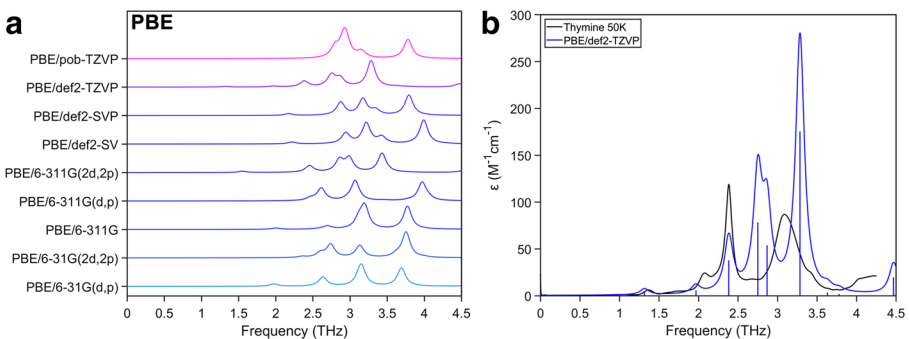 a
PBE
PBE/pob-TZVP
PBE/def2-TZVP
PBE/def2-SVP
PBE/def2-SV
PBE/6-311G(2d,2p)
PBE/6-311G(d,p)
PBE/6-311G
PBE/6-31G(2d,2p)
PBE/6-31G(d,p)
0 0.5 1 1.5 2 2.5 3 3.5 4 4.5
Frequency (THz)
b
300
250
200
150
100
50
0
ε (M⁻¹cm⁻¹)
Thymine 50K
PBE/def2-TZVP
0 0.5 1 1.5 2 2.5 3 3.5 4 4.5
Frequency (THz)